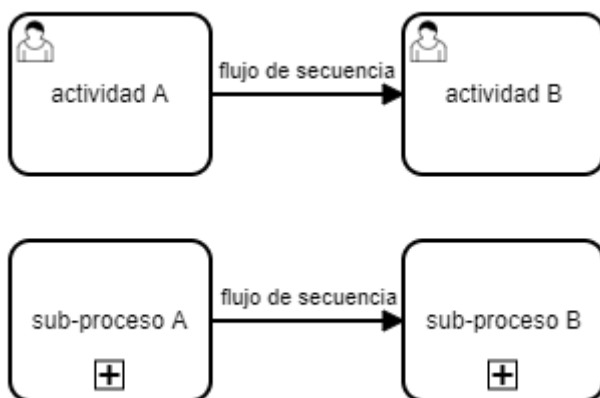 actividad A
flujo de secuencia
actividad B
sub-proceso A
flujo de secuencia
sub-proceso B